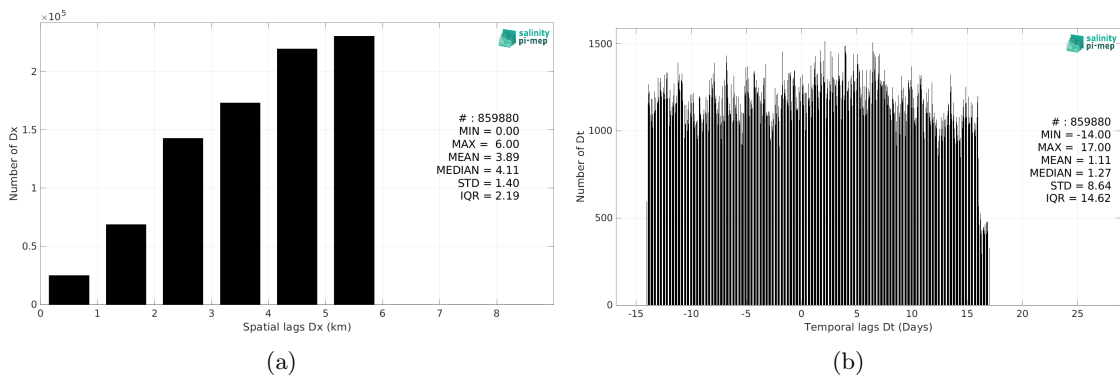 ×10⁵
salinity
pi-mep
2
1.5
1
0.5
0
Number of Dx
# : 859880
MIN = 0.00
MAX = 6.00
MEAN = 3.89
MEDIAN = 4.11
STD = 1.40
IQR = 2.19
0 1 2 3 4 5 6 7 8
Spatial lags Dx (km)
(a)
salinity
pi-mep
1500
1000
500
0
Number of Dt
# : 859880
MIN = -14.00
MAX = 17.00
MEAN = 1.11
MEDIAN = 1.27
STD = 8.64
IQR = 14.62
-15 -10 -5 0 5 10 15 20 25
Temporal lags Dt (Days)
(b)